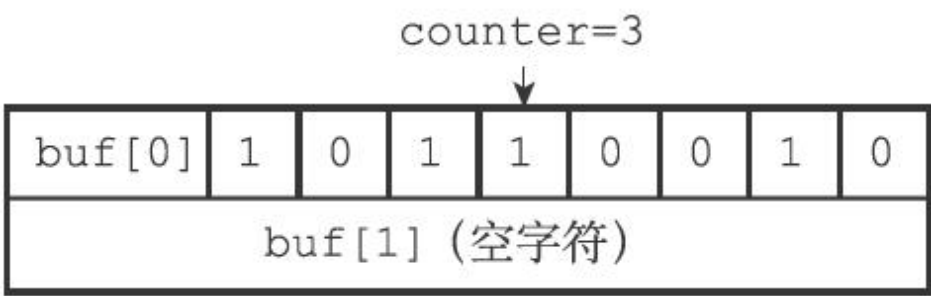 counter=3
buf[0] 1 0 1 1 0 0 1 0
buf[1] (空字符)